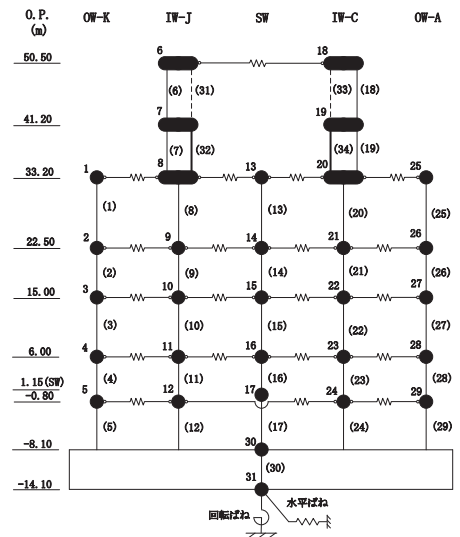 O.P. OW-K IW-J SW IW-C OW-A
(m)
50.50 6 18
(6) (31) (33) (18)
41.20 7 19
(7) (32) (34) (19)
33.20 1 8 13 20 25
(1) (8) (13) (20) (25)
22.50 2 9 14 21 26
(2) (9) (14) (21) (26)
15.00 3 10 15 22 27
(3) (10) (15) (22) (27)
6.00 4 11 16 23 28
(4) (11) (16) (23) (28)
1.15(SW) 17
-0.80 5 12 24 29
(5) (12) (17) (24) (29)
-8.10 30
(30)
-14.10 31
回転ばね 水平ばね